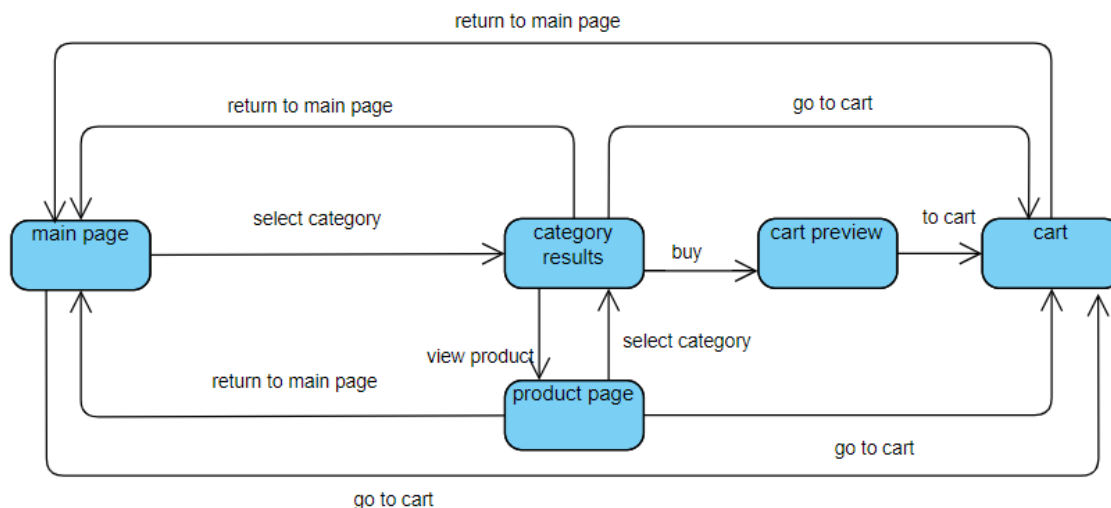 return to main page
return to main page
go to cart
select category
to cart
main page
category
results
cart preview
cart
buy
select category
view product
return to main page
product page
go to cart
go to cart